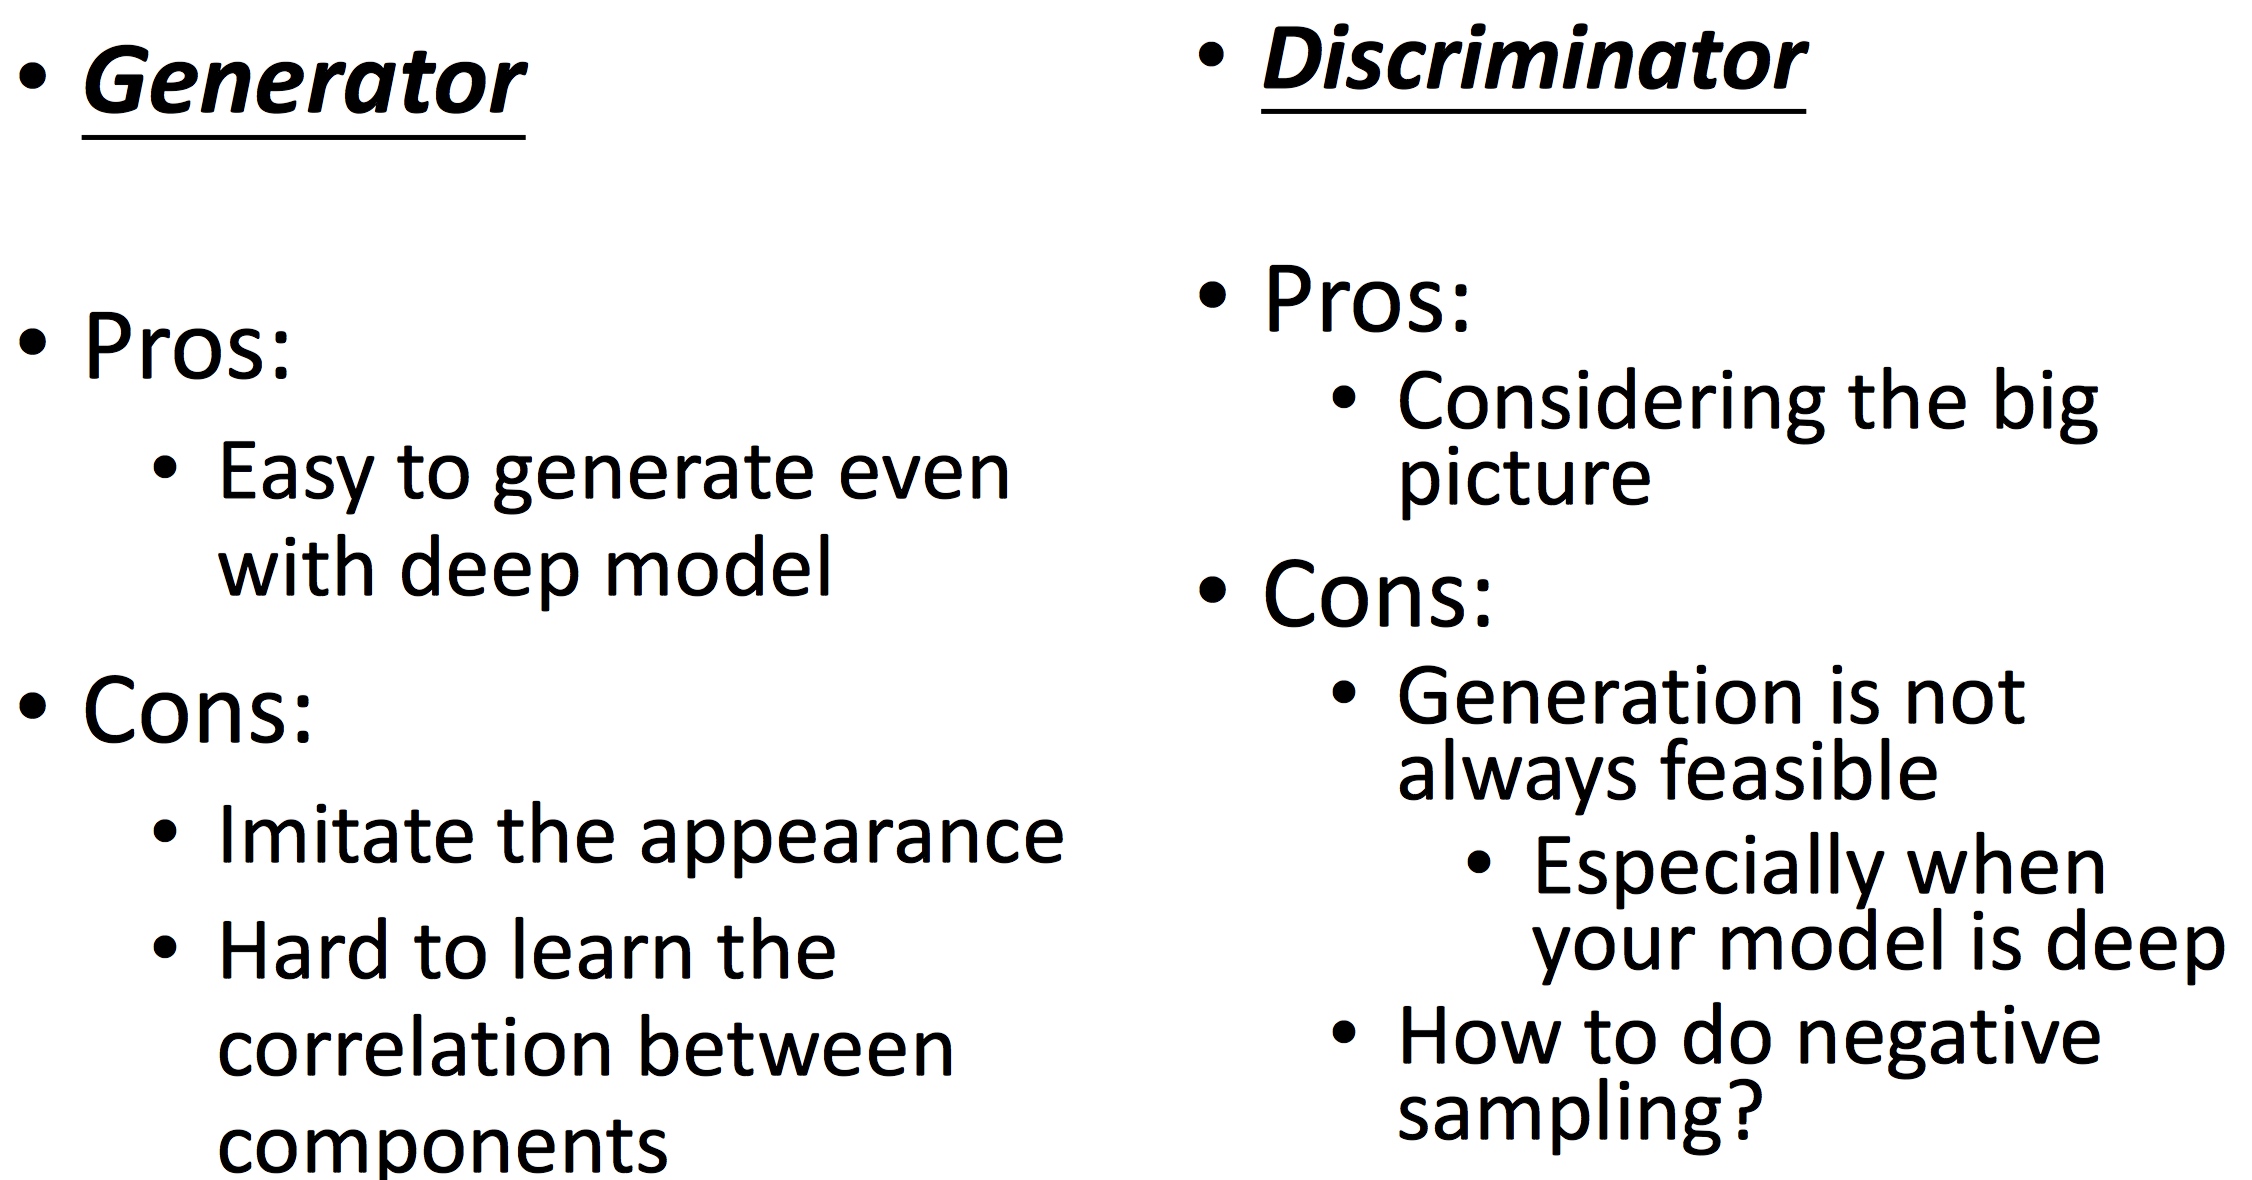 • Generator
• Pros:
• Easy to generate even
with deep model
• Cons:
• Imitate the appearance
• Hard to learn the
correlation between
components
• Discriminator
• Pros:
• Considering the big
picture
• Cons:
• Generation is not
always feasible
• Especially when
your model is deep
• How to do negative
sampling?